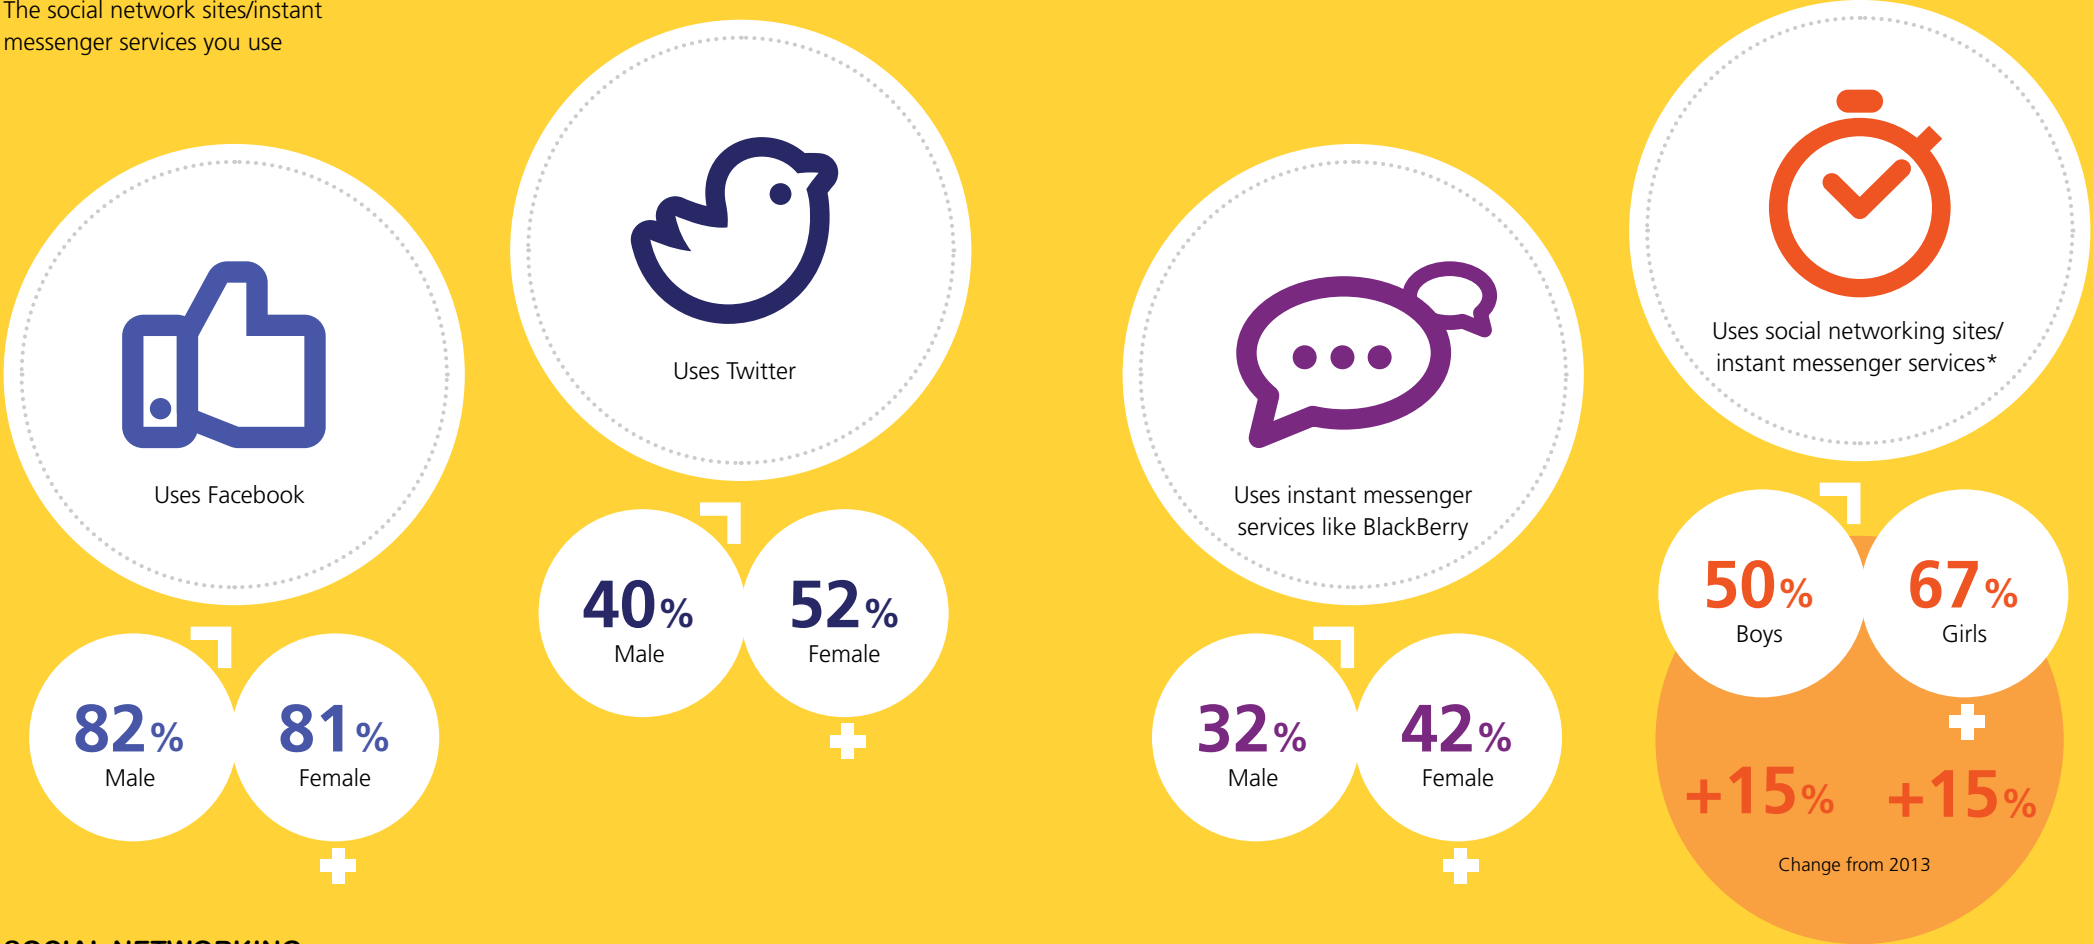 The social network sites/instant
messenger services you use
Uses Facebook
82%
Male
81%
Female
Uses Twitter
40%
Male
52%
Female
Uses instant messenger
services like BlackBerry
32%
Male
42%
Female
Uses social networking sites/
instant messenger services*
50%
Boys
67%
Girls
+15%
+15%
Change from 2013
SOCIAL NETWORKING